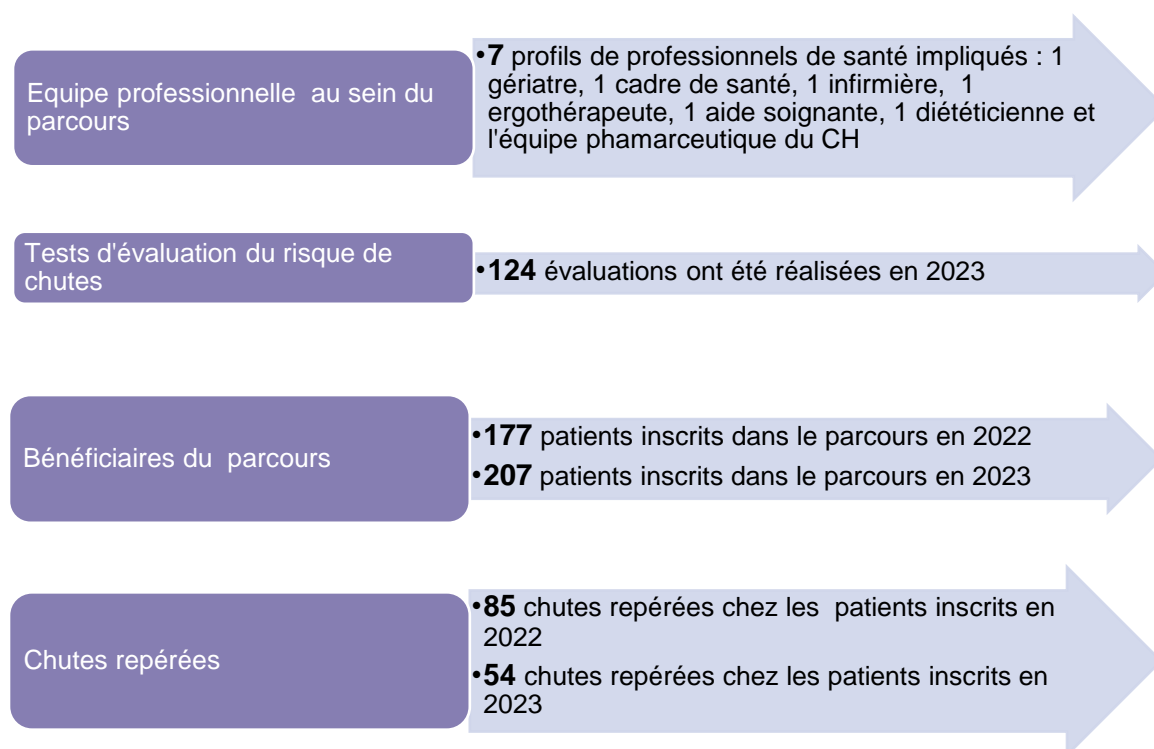 Equipe professionnelle au sein du
parcours
•7 profils de professionnels de santé impliqués : 1
gériatre, 1 cadre de santé, 1 infirmière, 1
ergothérapeute, 1 aide soignante, 1 diététicienne et
l'équipe phamarceutique du CH
Tests d'évaluation du risque de
chutes
•124 évaluations ont été réalisées en 2023
Bénéficiaires du parcours
•177 patients inscrits dans le parcours en 2022
•207 patients inscrits dans le parcours en 2023
Chutes repérées
•85 chutes repérées chez les patients inscrits en
2022
•54 chutes repérées chez les patients inscrits en
2023